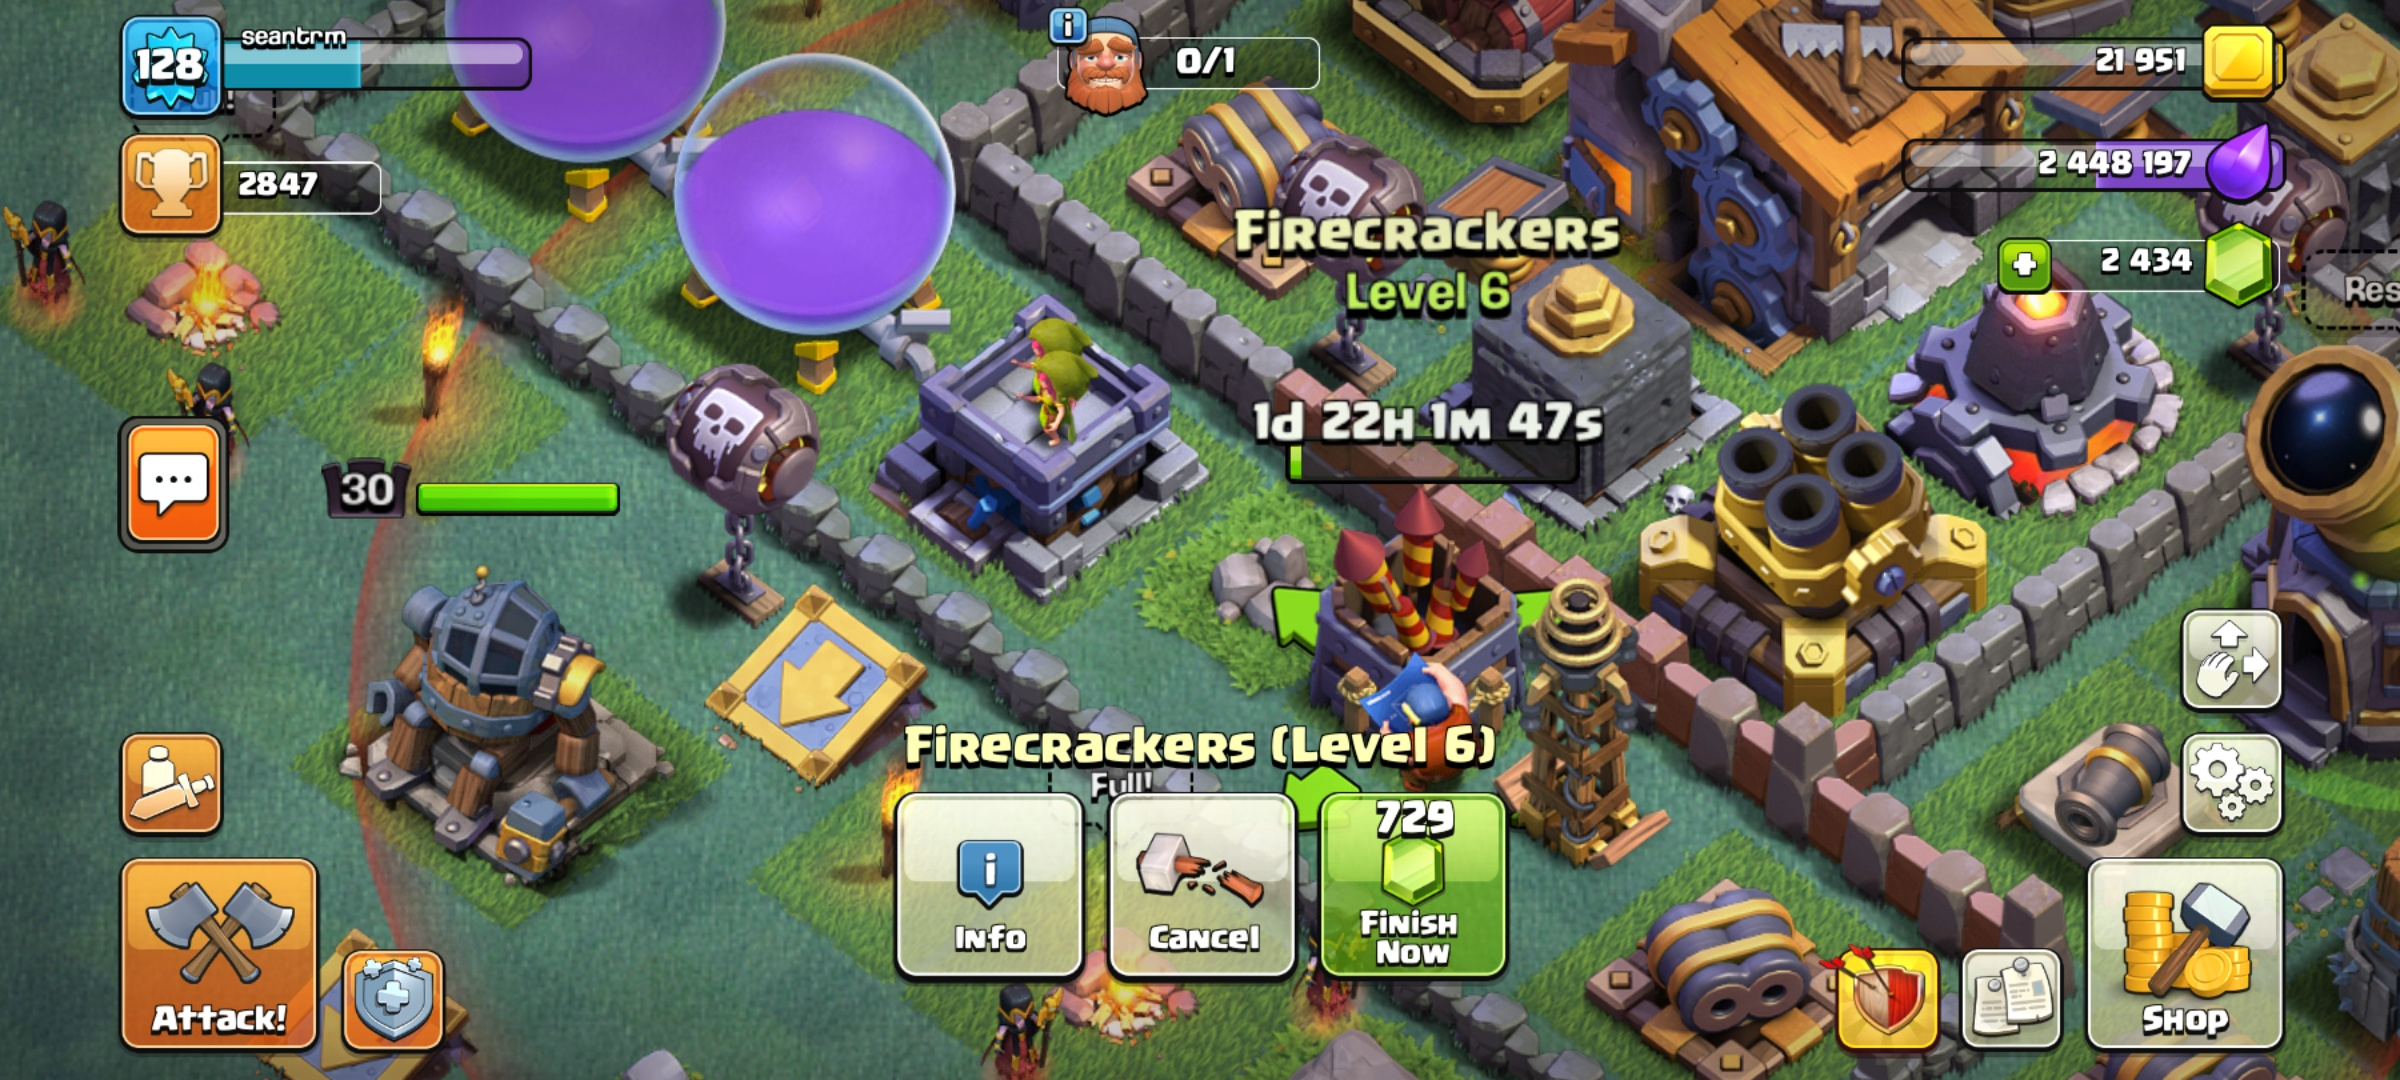 128
seantrm
0/1
21 951
2847
2 448 197
Firecrackers
Level 6
2 434
Res
1d 22H 1M 47s
30
Firecrackers (Level 6)
Full!
729
Info
Cancel
Finish
Now
Attack!
Shop